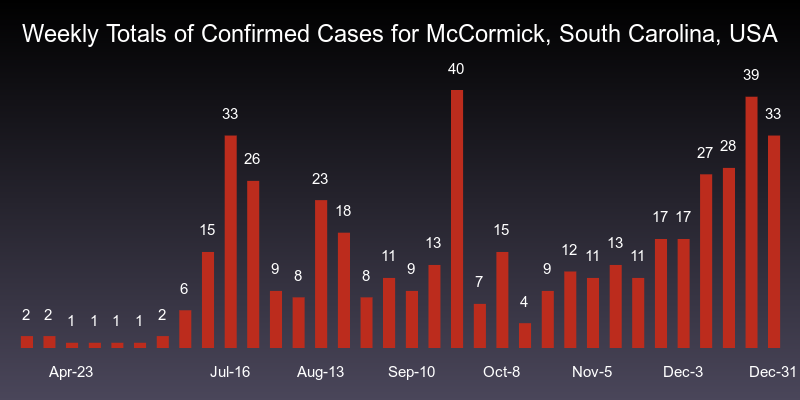 Weekly Totals of Confirmed Cases for McCormick, South Carolina, USA
2 2 1 1 1 1 2 6 15 33 26 9 8 23 18 8 11 9 13 40 7 15 4 9 12 11 13 11 17 17 27 28 39 33
Apr-23 Jul-16 Aug-13 Sep-10 Oct-8 Nov-5 Dec-3 Dec-31